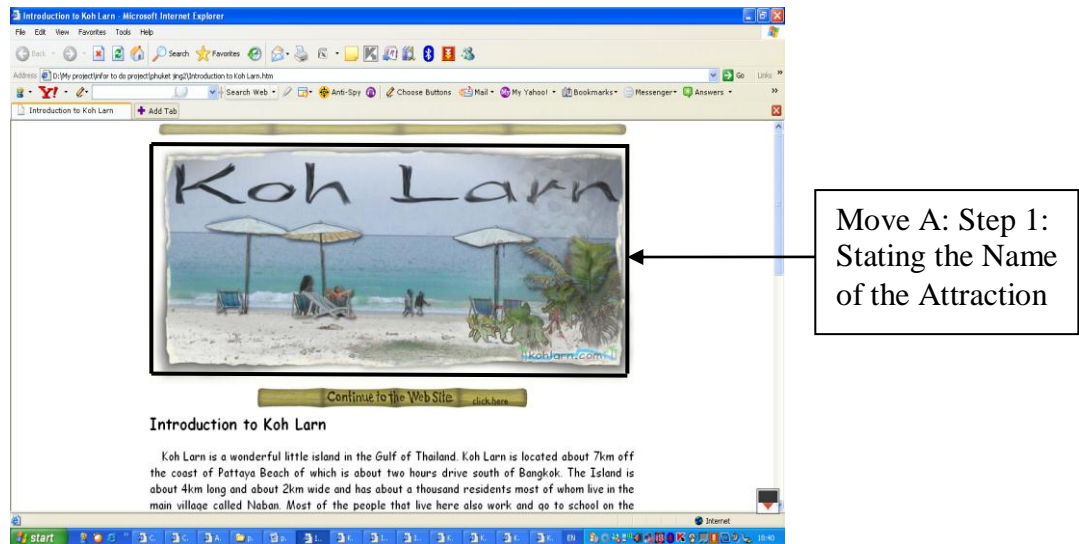 Introduction to Koh Larn - Microsoft Internet Explorer
File Edit View Favorites Tools Help
Back Search Favorites
Address D:\My project\infor to do project\phuket jing2\Introduction to Koh Larn.htm Go Links »
Y! Search Web Anti-Spy Choose Buttons Mail My Yahoo! Bookmarks Messenger Answers »
Introduction to Koh Larn Add Tab
Koh Larn
kohlarn.com
Continue to the Web Site click here
Introduction to Koh Larn
Koh Larn is a wonderful little island in the Gulf of Thailand. Koh Larn is located about 7km off
the coast of Pattaya Beach of which is about two hours drive south of Bangkok. The Island is
about 4km long and about 2km wide and has about a thousand residents most of whom live in the
main village called Naban. Most of the people that live here also work and go to school on the
Internet
start EN 18:40
Move A: Step 1:
Stating the Name
of the Attraction